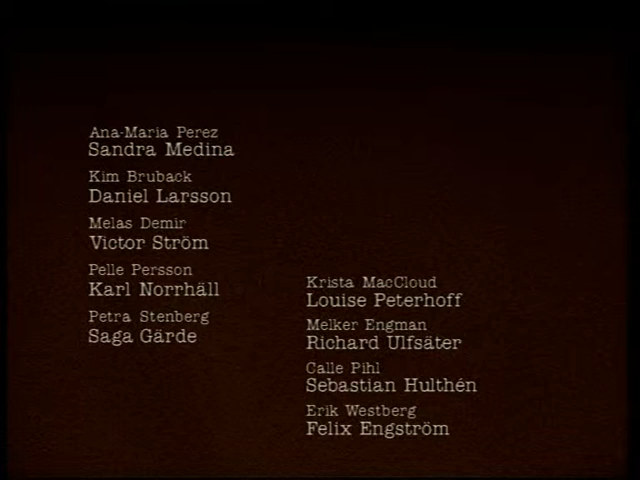 Ana-Maria Perez
Sandra Medina
Kim Bruback
Daniel Larsson
Melas Demir
Victor Ström
Pelle Persson
Karl Norrhäll
Petra Stenberg
Saga Gärde
Krista MacCloud
Louise Peterhoff
Melker Engman
Richard Ulfsäter
Calle Pihl
Sebastian Hulthén
Erik Westberg
Felix Engström